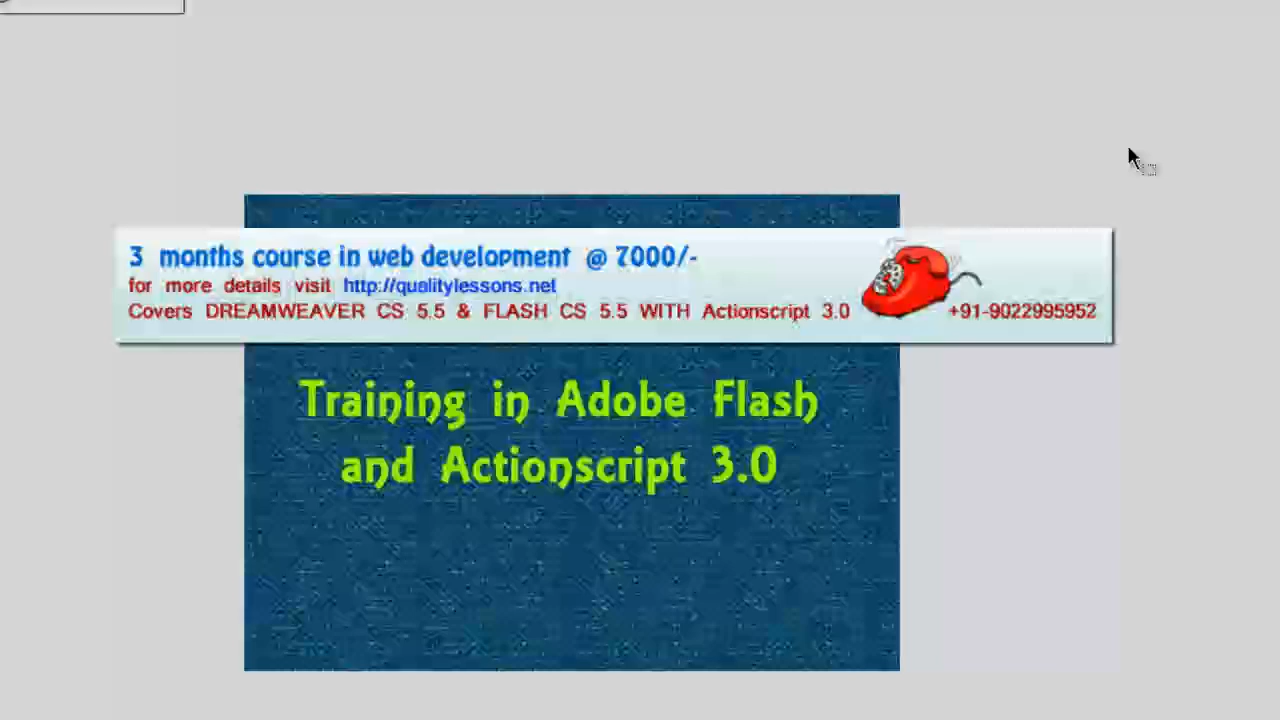 3 months course in web development @ 7000/-
for more details visit http://qualitylessons.net
Covers DREAMWEAVER CS 5.5 & FLASH CS 5.5 WITH Actionscript 3.0
+91-9022995952
Training in Adobe Flash
and Actionscript 3.0